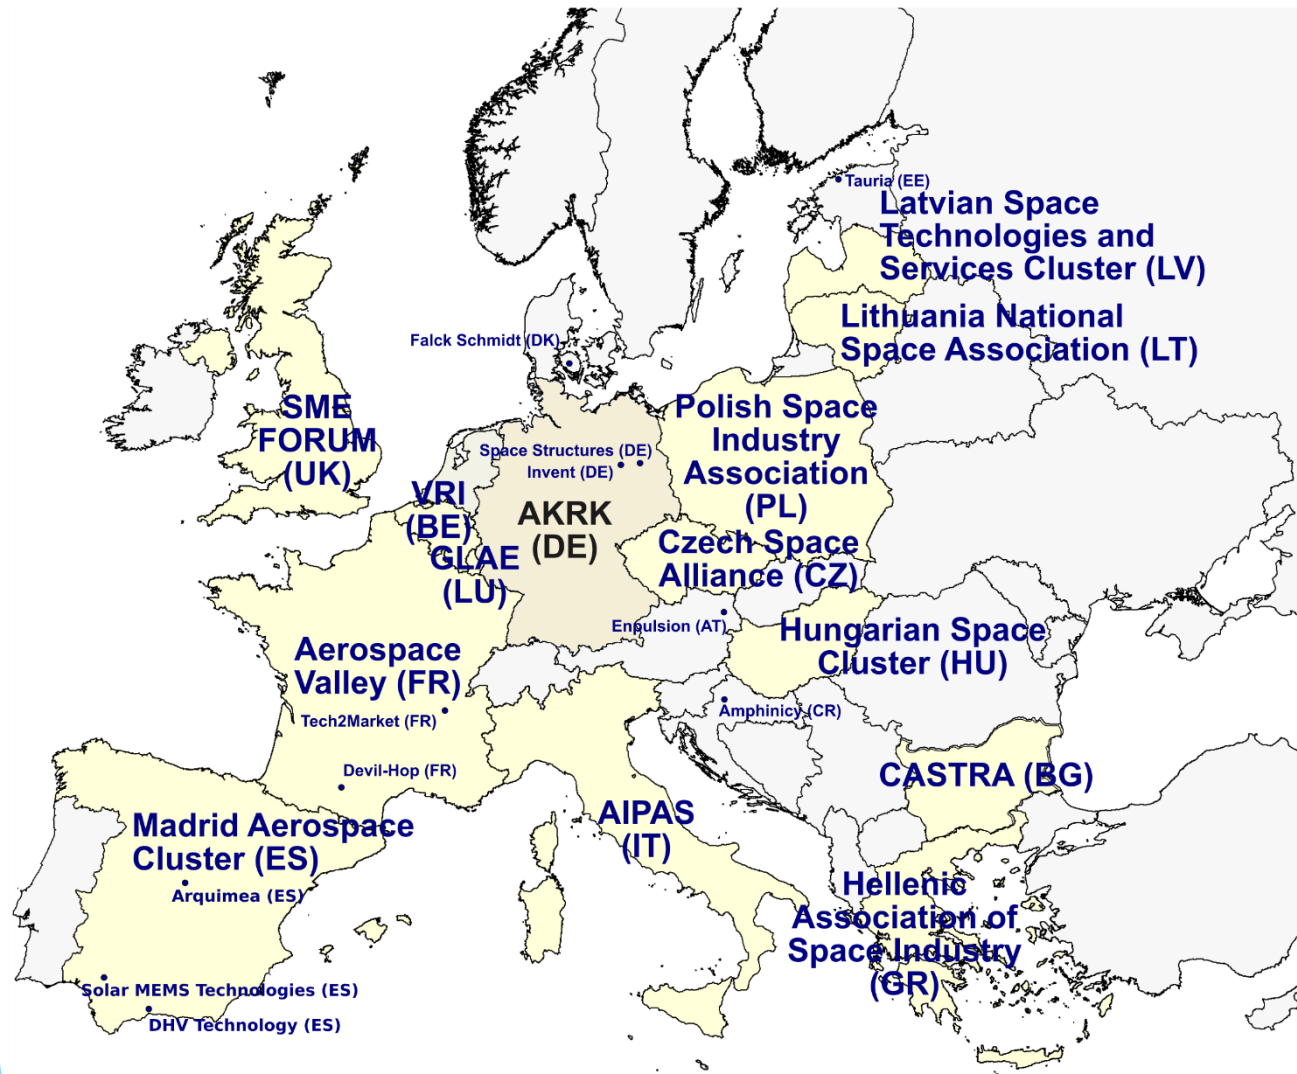 Tauria (EE)
Latvian Space
Technologies and
Services Cluster (LV)
Lithuania National
Space Association (LT)
Falck Schmidt (DK)
SME
FORUM
(UK)
Polish Space
Industry
Association
(PL)
Space Structures (DE)
Invent (DE)
VRI
(BE)
AKRK
(DE)
GLAE
(LU)
Czech Space
Alliance (CZ)
Enpulsion (AT)
Hungarian Space
Cluster (HU)
Aerospace
Valley (FR)
Tech2Market (FR)
Amphinicy (CR)
Devil-Hop (FR)
CASTRA (BG)
Madrid Aerospace
Cluster (ES)
AIPAS
(IT)
Arquimea (ES)
Hellenic
Association of
Space Industry
(GR)
Solar MEMS Technologies (ES)
DHV Technology (ES)